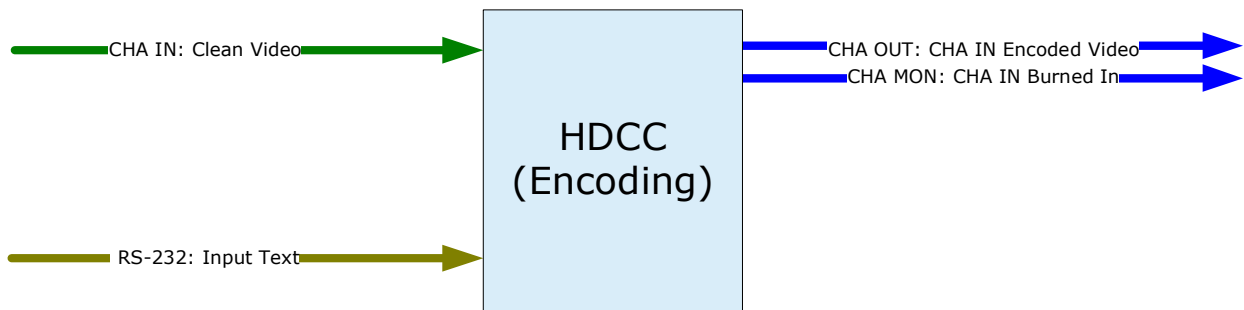 CHA IN: Clean Video
RS-232: Input Text
HDCC
(Encoding)
CHA OUT: CHA IN Encoded Video
CHA MON: CHA IN Burned In